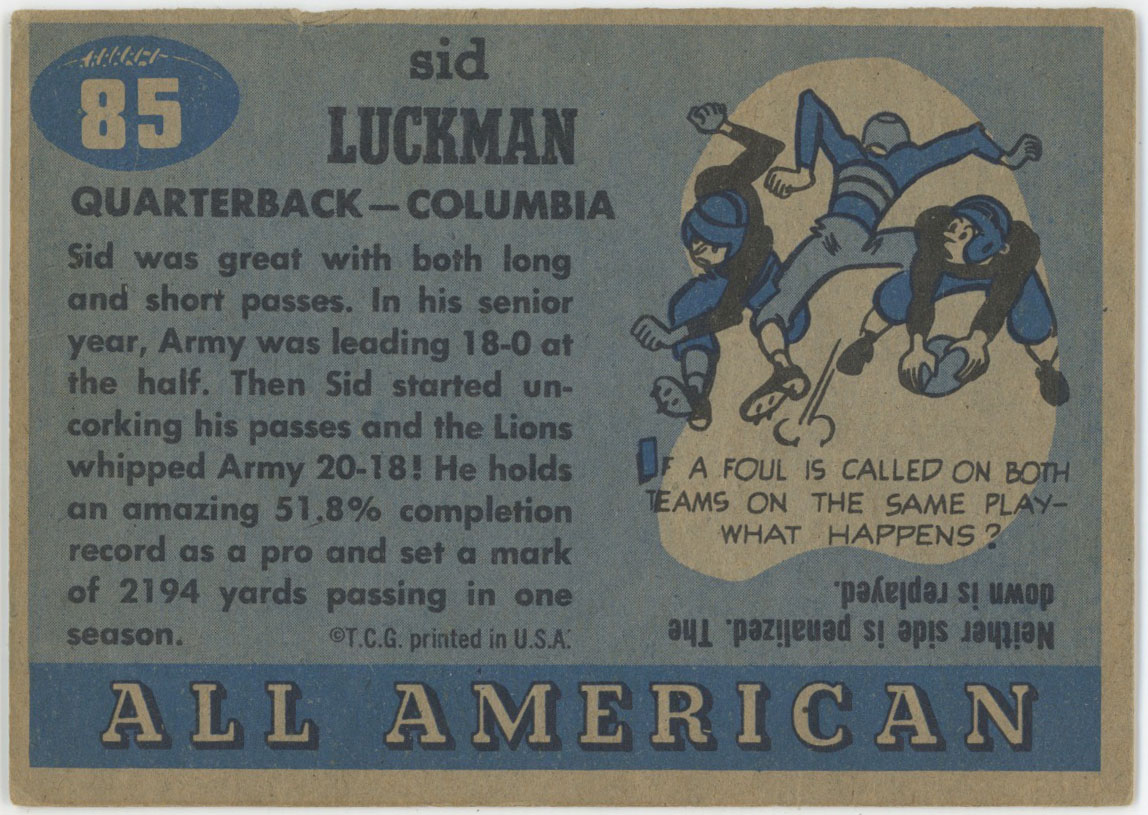 85
sid
LUCKMAN
QUARTERBACK—COLUMBIA
Sid was great with both long
and short passes. In his senior
year, Army was leading 18-0 at
the half. Then Sid started un-
corking his passes and the Lions
whipped Army 20-18! He holds
an amazing 51.8% completion
record as a pro and set a mark
of 2194 yards passing in one
season.
©T.C.G. printed in U.S.A.
IF A FOUL IS CALLED ON BOTH
TEAMS ON THE SAME PLAY—
WHAT HAPPENS?
Neither side is penalized. The
down is replayed.
ALL AMERICAN